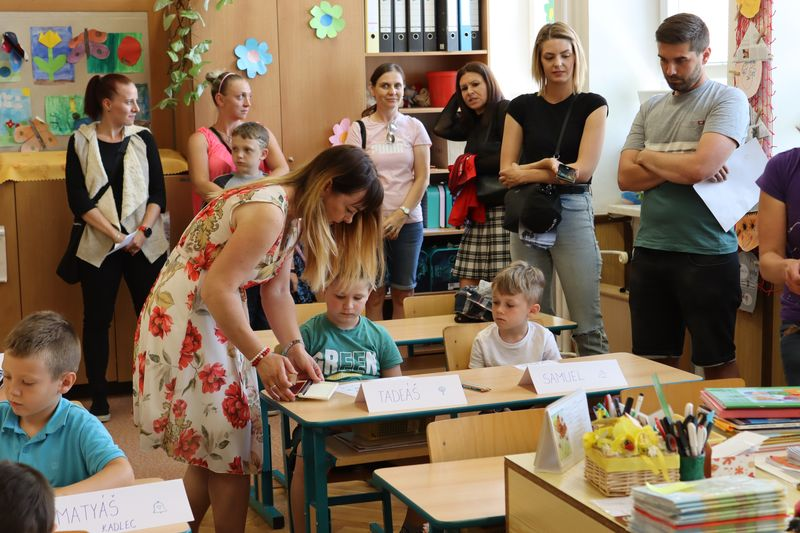 GREEN
TADEÁŠ
SAMUEL
MATYÁŠ
KADLEC